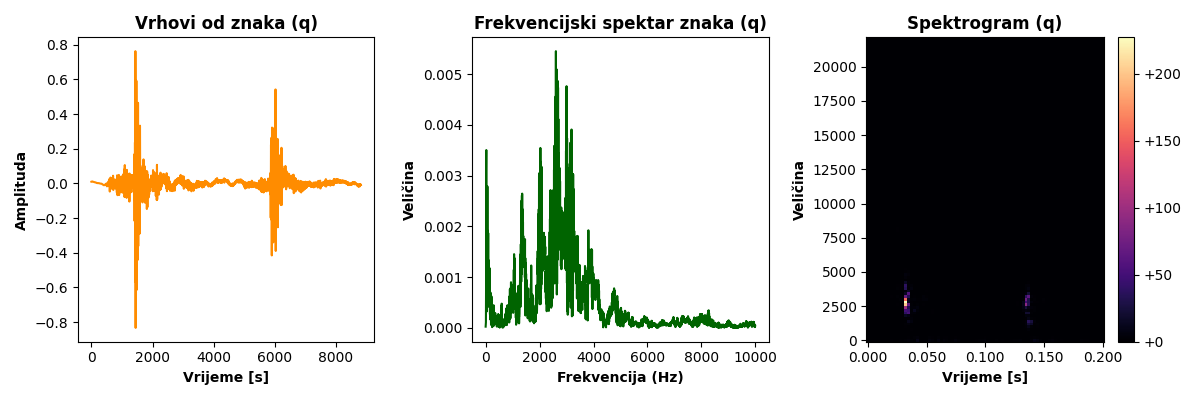 Vrhovi od znaka (q)
Amplituda
0.8
0.6
0.4
0.2
0.0
−0.2
−0.4
−0.6
−0.8
0 2000 4000 6000 8000
Vrijeme [s]
Frekvencijski spektar znaka (q)
Veličina
0.005
0.004
0.003
0.002
0.001
0.000
0 2000 4000 6000 8000 10000
Frekvencija (Hz)
Spektrogram (q)
Veličina
20000
17500
15000
12500
10000
7500
5000
2500
0
0.000 0.050 0.100 0.150 0.200
Vrijeme [s]
+200
+150
+100
+50
+0